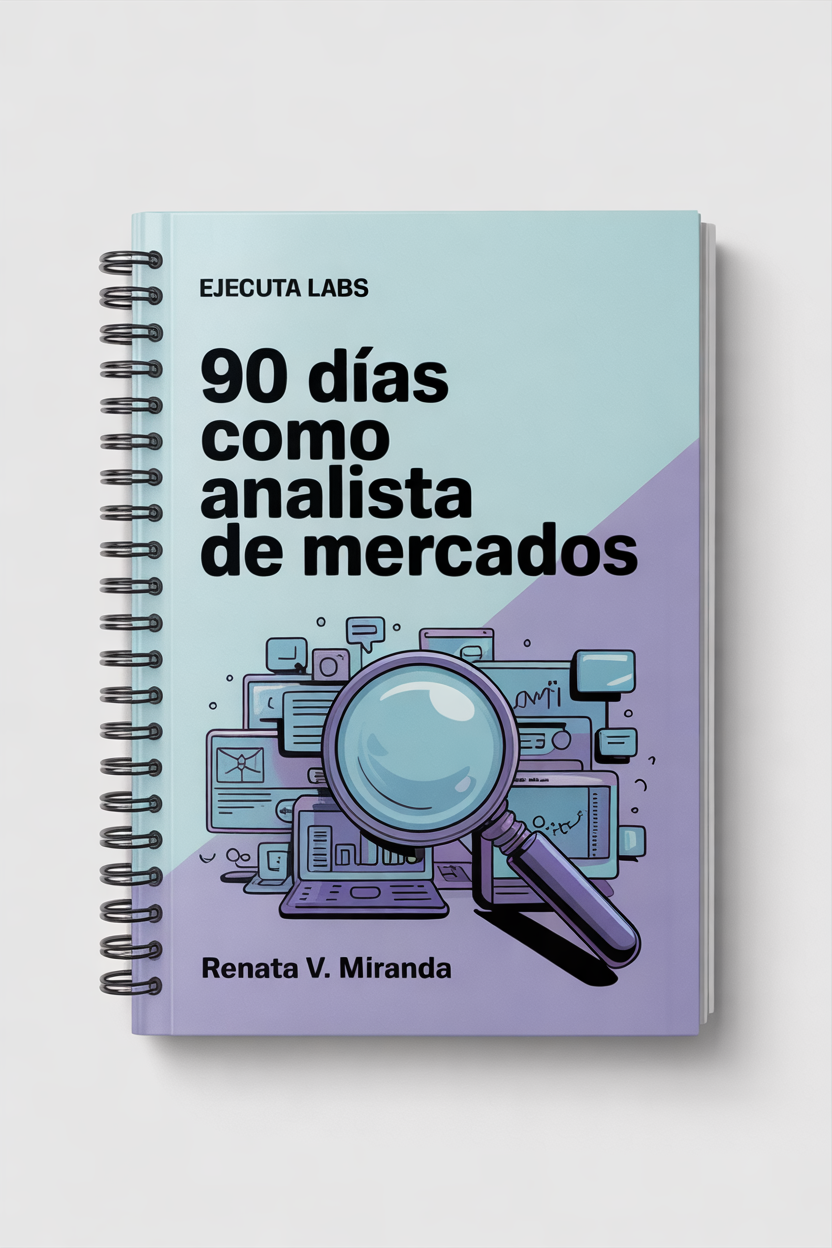 EJECUTA LABS
90 días
como
analista
de mercados
Renata V. Miranda